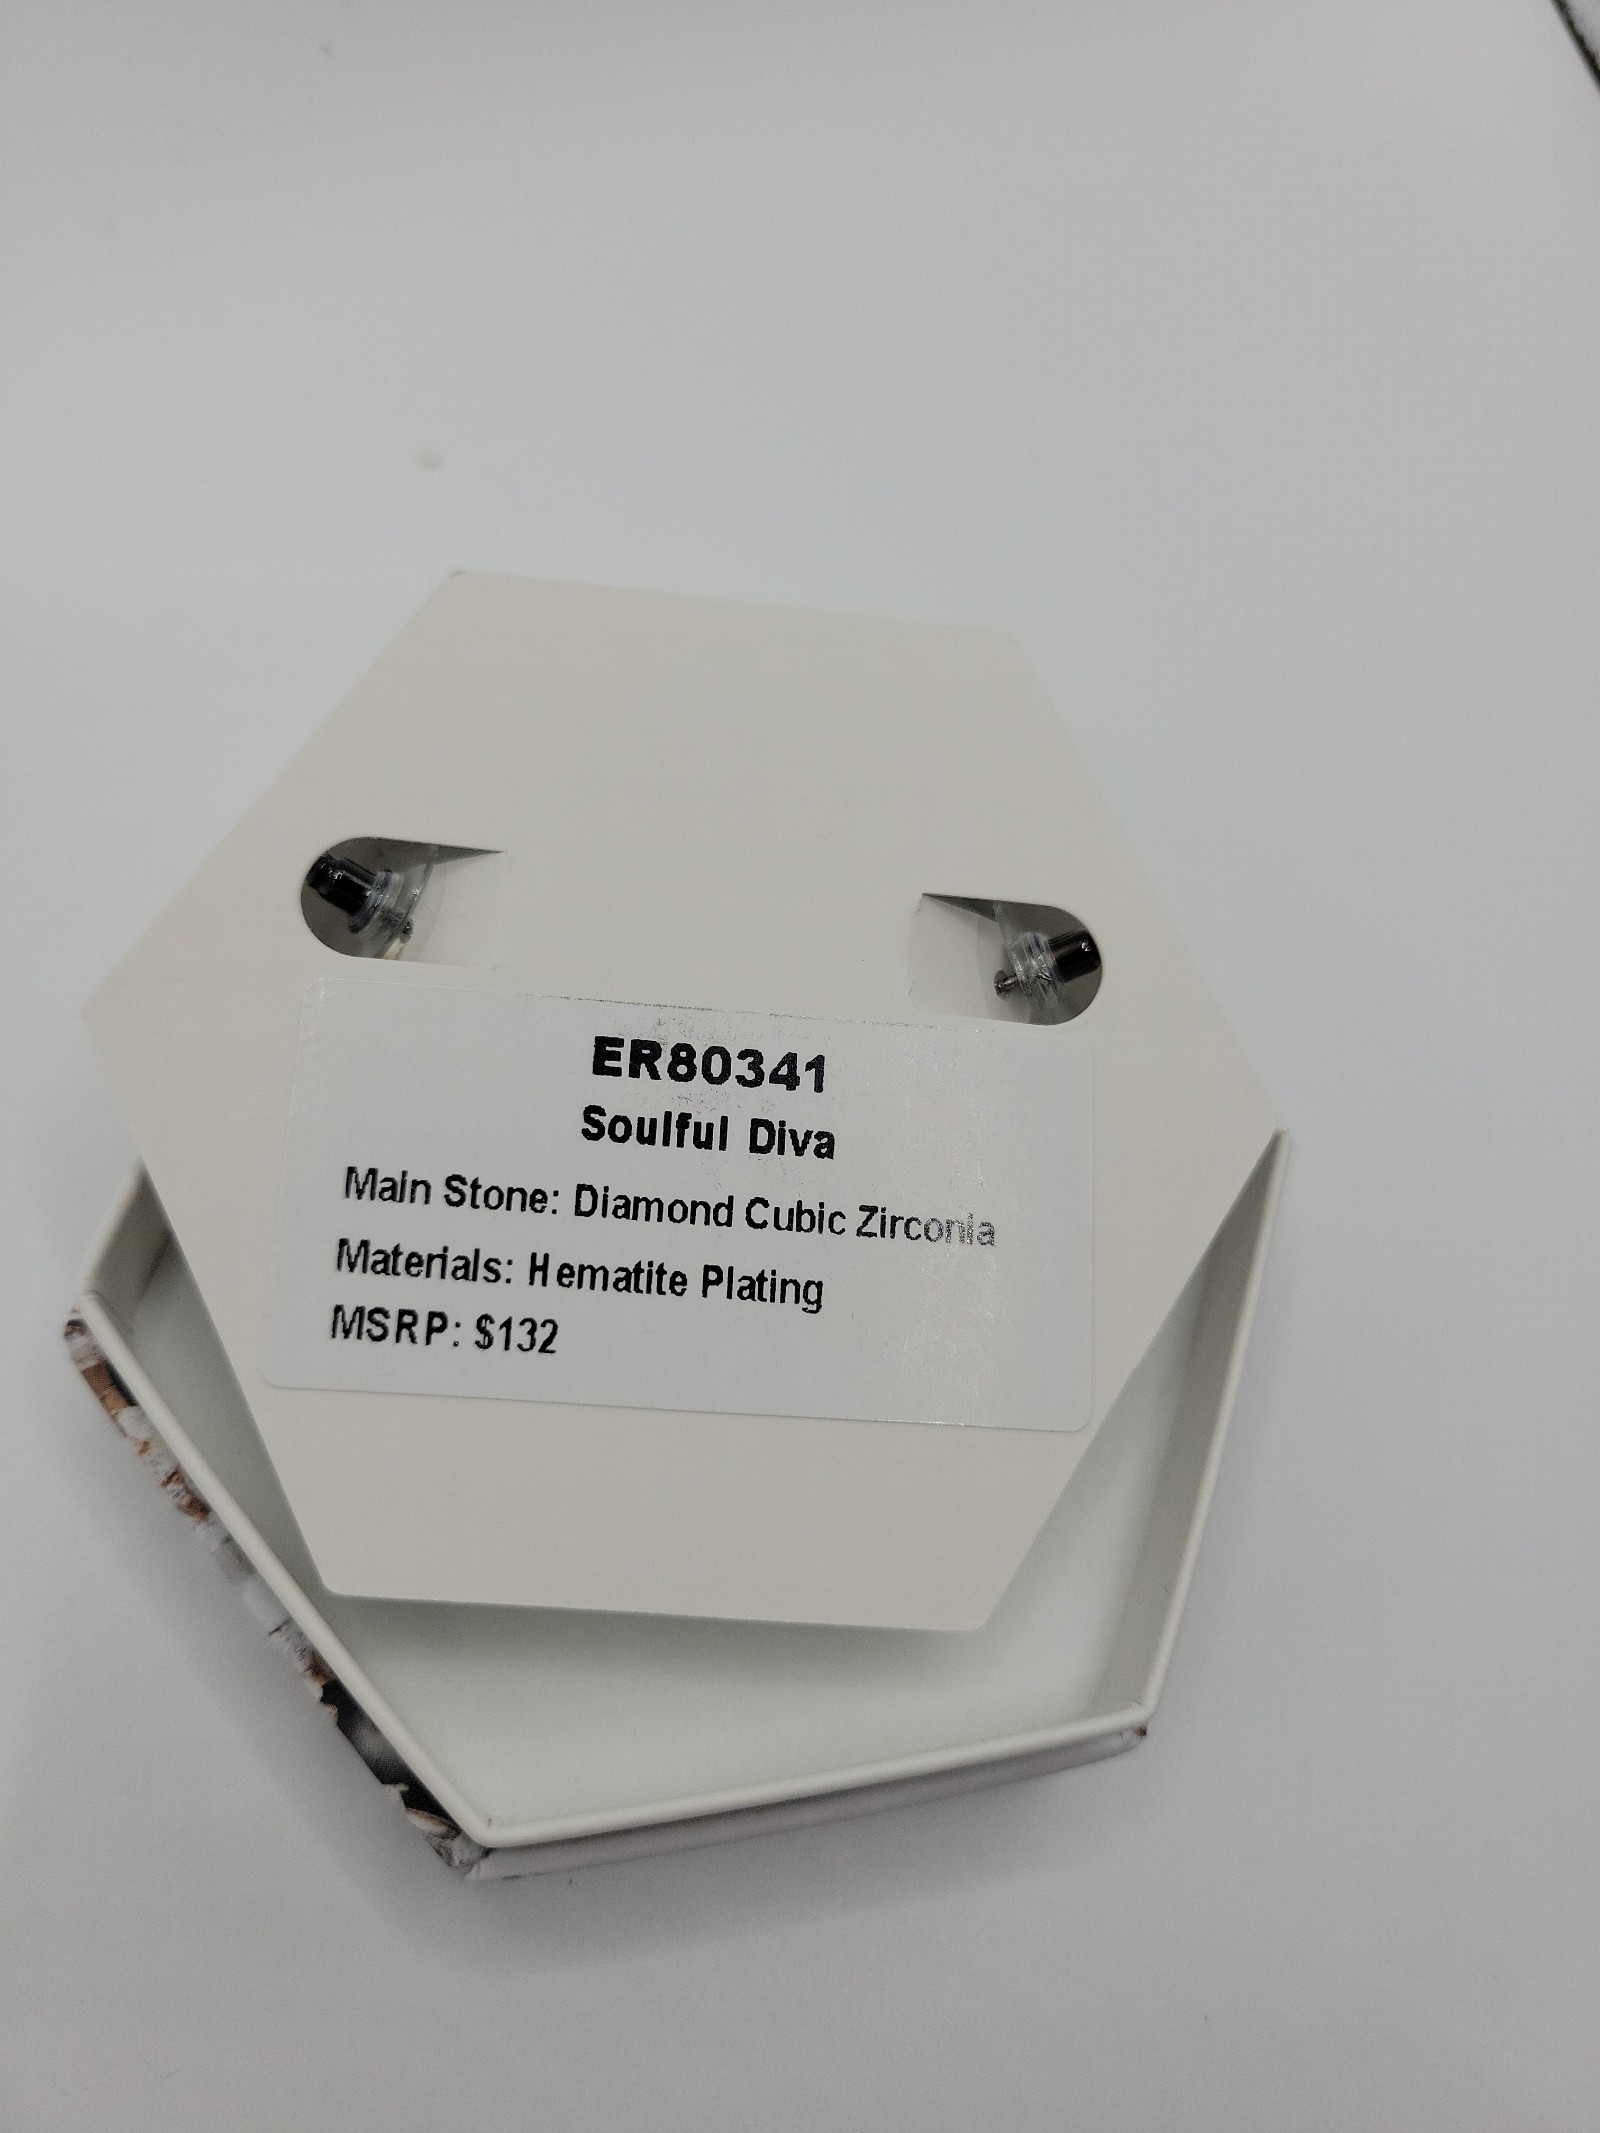 ER80341
Soulful Diva
Main Stone: Diamond Cubic Zirconia
Materials: Hematite Plating
MSRP: $132